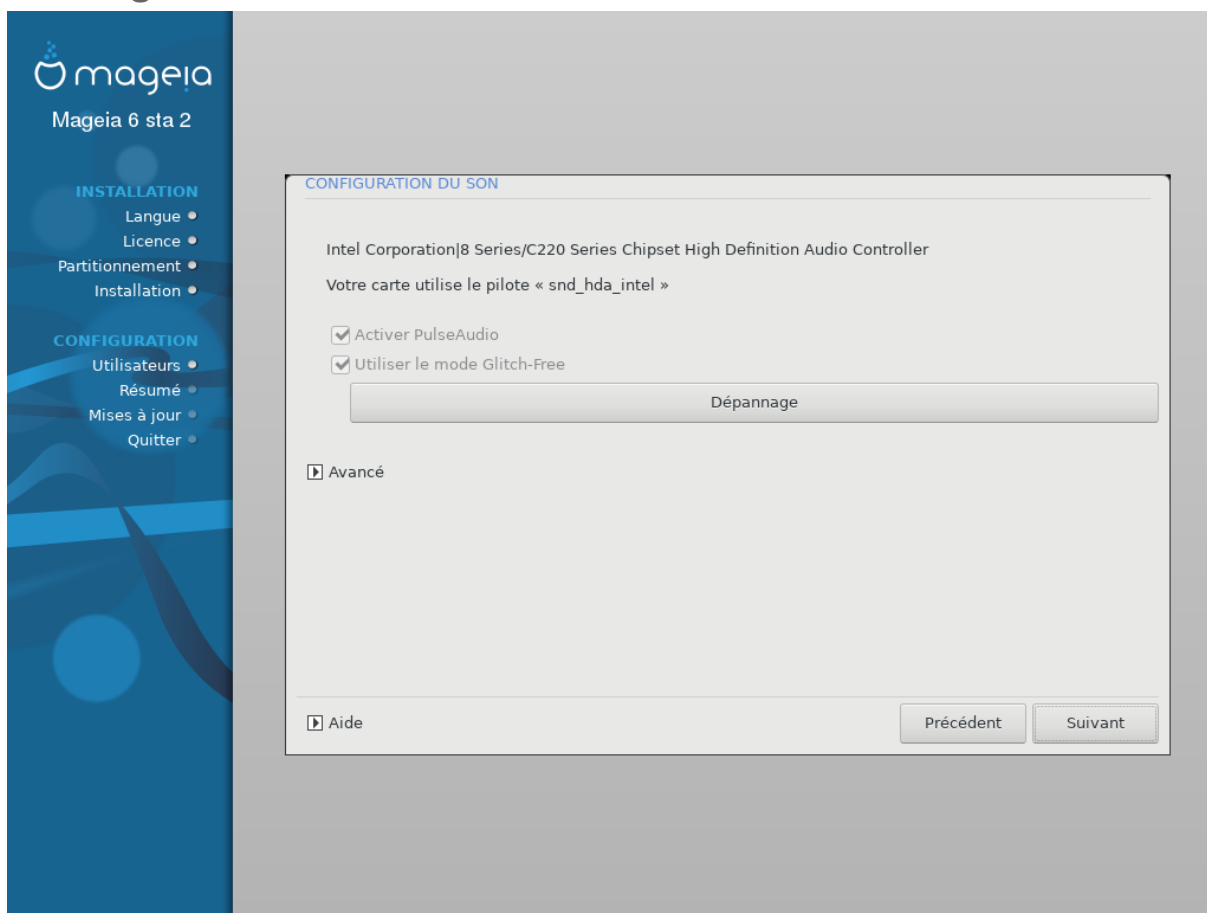 mageia
Mageia 6 sta 2
INSTALLATION
Langue
Licence
Partitionnement
Installation
CONFIGURATION
Utilisateurs
Résumé
Mises à jour
Quitter
CONFIGURATION DU SON
Intel Corporation|8 Series/C220 Series Chipset High Definition Audio Controller
Votre carte utilise le pilote « snd_hda_intel »
Activer PulseAudio
Utiliser le mode Glitch-Free
Dépannage
Avancé
Aide
Précédent
Suivant